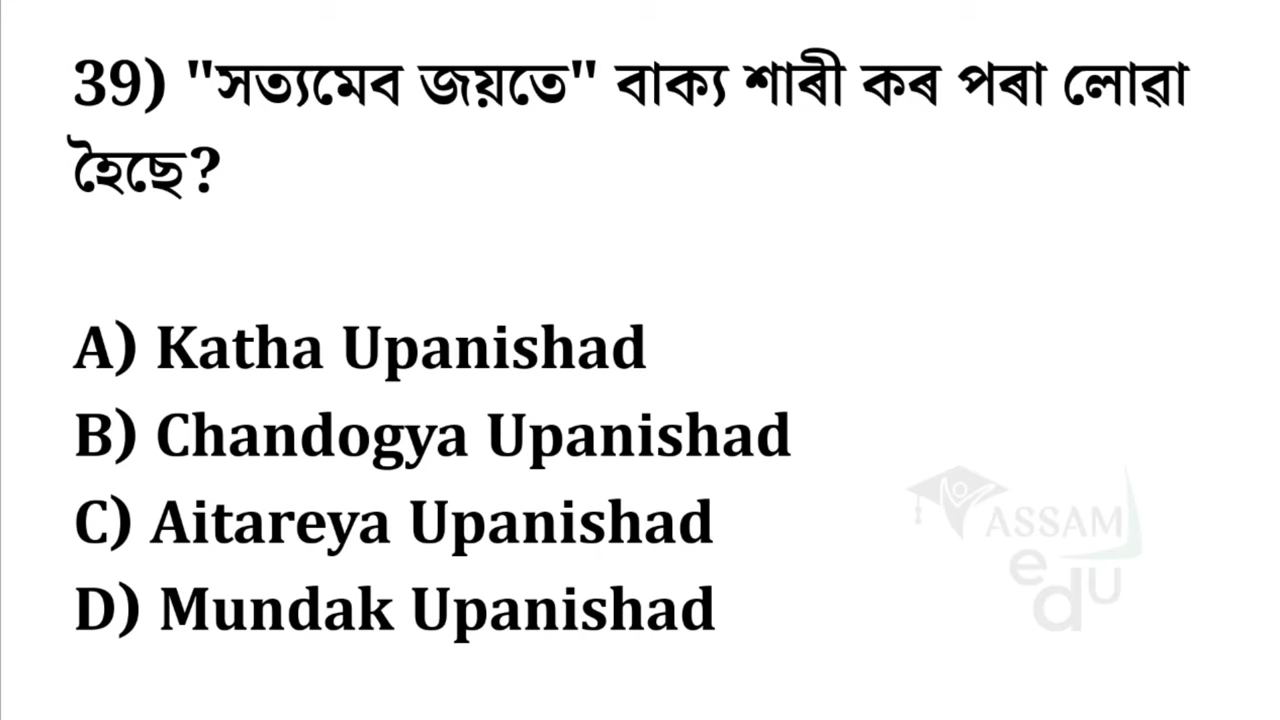 39) "সত্যমেব জয়তে" বাক্য শাৰী কৰ পৰা লোৱা
হৈছে?
A) Katha Upanishad
B) Chandogya Upanishad
C) Aitareya Upanishad
D) Mundak Upanishad
ASSAM
edu